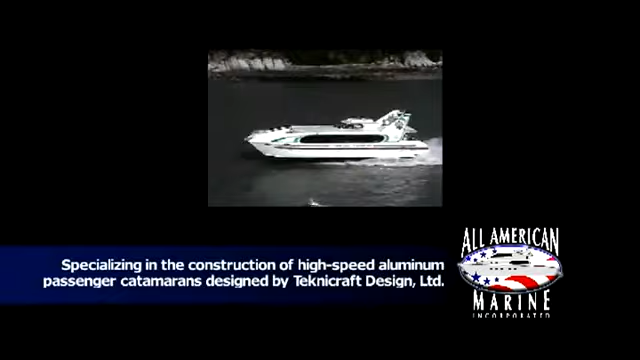 Specializing in the construction of high-speed aluminum
passenger catamarans designed by Teknicraft Design, Ltd.
ALL AMERICAN
MARINE
INCORPORATED